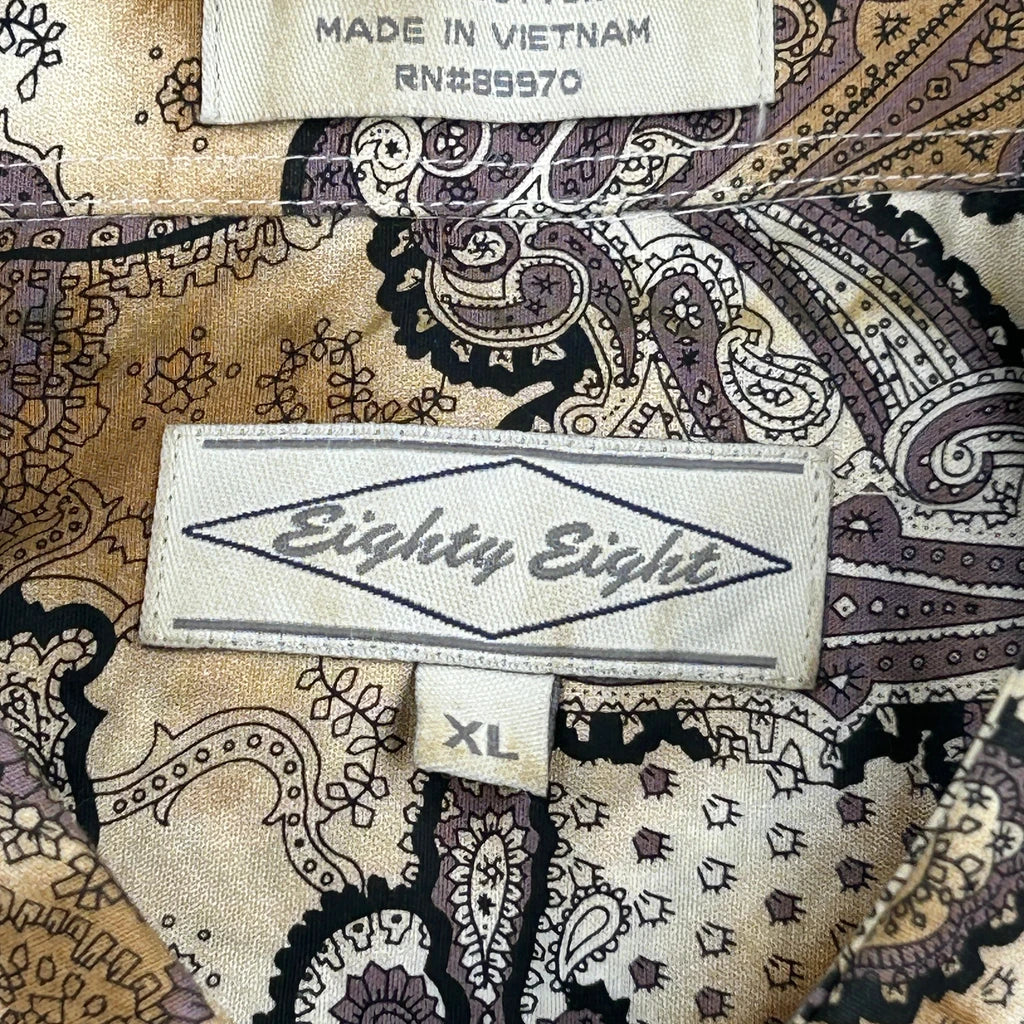 MADE IN VIETNAM
RN#89970
Eighty Eight
XL